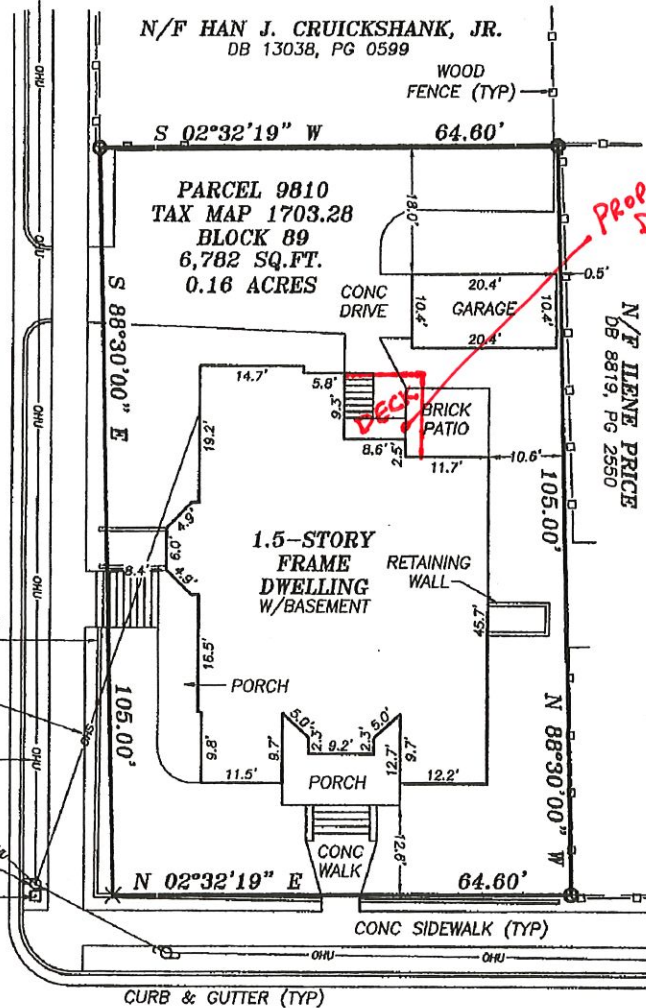 N/F HAN J. CRUICKSHANK, JR.
DB 13038, PG 0599
WOOD
FENCE (TYP)
S 02°32'19" W
64.60'
PARCEL 9810
TAX MAP 1703.28
BLOCK 89
6,782 SQ.FT.
0.16 ACRES
18.0'
PROP
CONC
DRIVE
20.4'
0.5'
10.4'
GARAGE
10.4'
20.4'
N/F ILENE PRICE
DB 8819, PG 2550
S 88°30'00" E
105.00'
14.7'
5.8'
9.3'
DECK
BRICK
PATIO
8.6'
2.5'
11.7'
10.6'
105.00'
N 88°30'00" W
19.2'
4.9'
6.0'
8.4'
4.9'
1.5-STORY
FRAME
DWELLING
W/BASEMENT
RETAINING
WALL
45.7'
16.5'
PORCH
9.8'
11.5'
9.7'
5.0'
2.3'
9.2'
2.3'
5.0'
12.7'
9.7'
12.2'
PORCH
CONC
WALK
12.6'
N 02°32'19" E
64.60'
CONC SIDEWALK (TYP)
OHU
OHU
OHU
OHU
OHU
OHU
OHS
CURB & GUTTER (TYP)